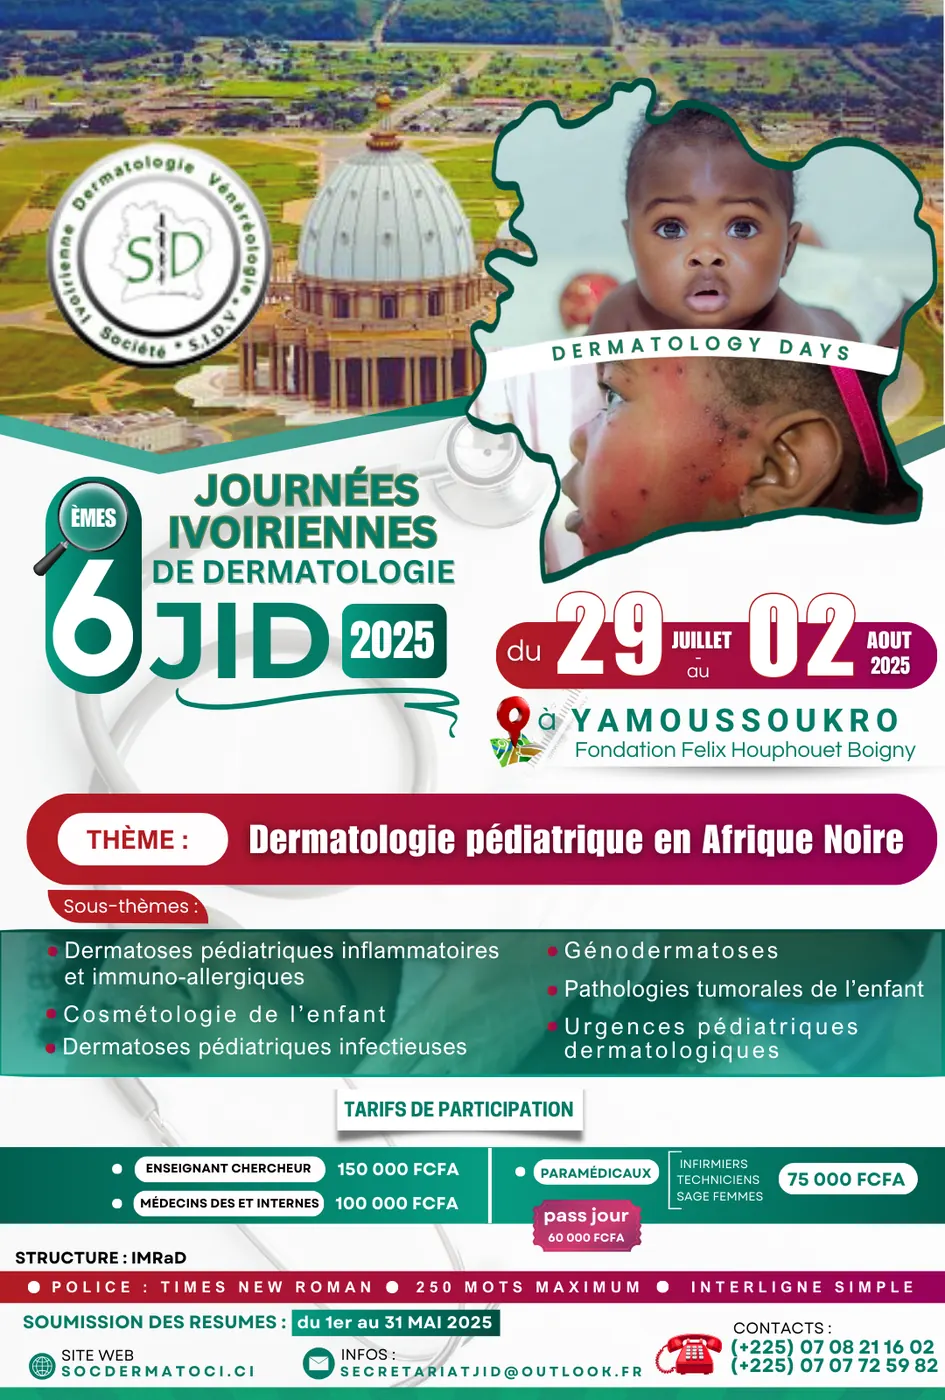 Société Ivoirienne Dermatologie Vénéréologie * S.I.D.V *
SID
DERMATOLOGY DAYS
6 ÈMES
JOURNÉES
IVOIRIENNES
DE DERMATOLOGIE
JID 2025
du 29 JUILLET - au 02 AOUT 2025
à YAMOUSSOUKRO
Fondation Felix Houphouet Boigny
THÈME : Dermatologie pédiatrique en Afrique Noire
Sous-thèmes :
Dermatoses pédiatriques inflammatoires
et immuno-allergiques
Cosmétologie de l'enfant
Dermatoses pédiatriques infectieuses
Génodermatoses
Pathologies tumorales de l'enfant
Urgences pédiatriques
dermatologiques
TARIFS DE PARTICIPATION
ENSEIGNANT CHERCHEUR 150 000 FCFA
MÉDECINS DES ET INTERNES 100 000 FCFA
PARAMÉDICAUX
INFIRMIERS
TECHNICIENS
SAGE FEMMES
75 000 FCFA
pass jour
60 000 FCFA
STRUCTURE : IMRaD
POLICE : TIMES NEW ROMAN 250 MOTS MAXIMUM INTERLIGNE SIMPLE
SOUMISSION DES RESUMES : du 1er au 31 MAI 2025
SITE WEB
SOCDERMATOCI.CI
INFOS :
SECRETARIATJID@OUTLOOK.FR
CONTACTS :
(+225) 07 08 21 16 02
(+225) 07 07 72 59 82